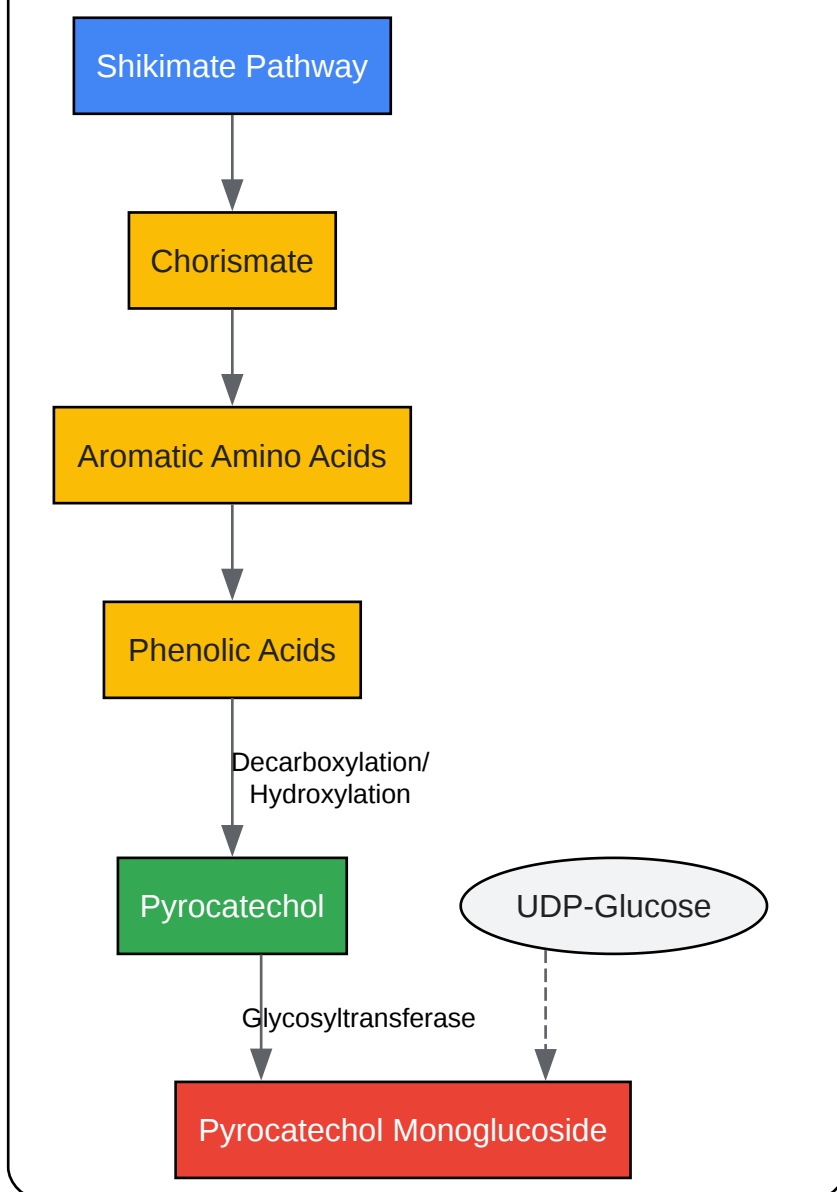 Shikimate Pathway
Chorismate
Aromatic Amino Acids
Phenolic Acids
Decarboxylation/
Hydroxylation
Pyrocatechol
UDP-Glucose
Glycosyltransferase
Pyrocatechol Monoglucoside